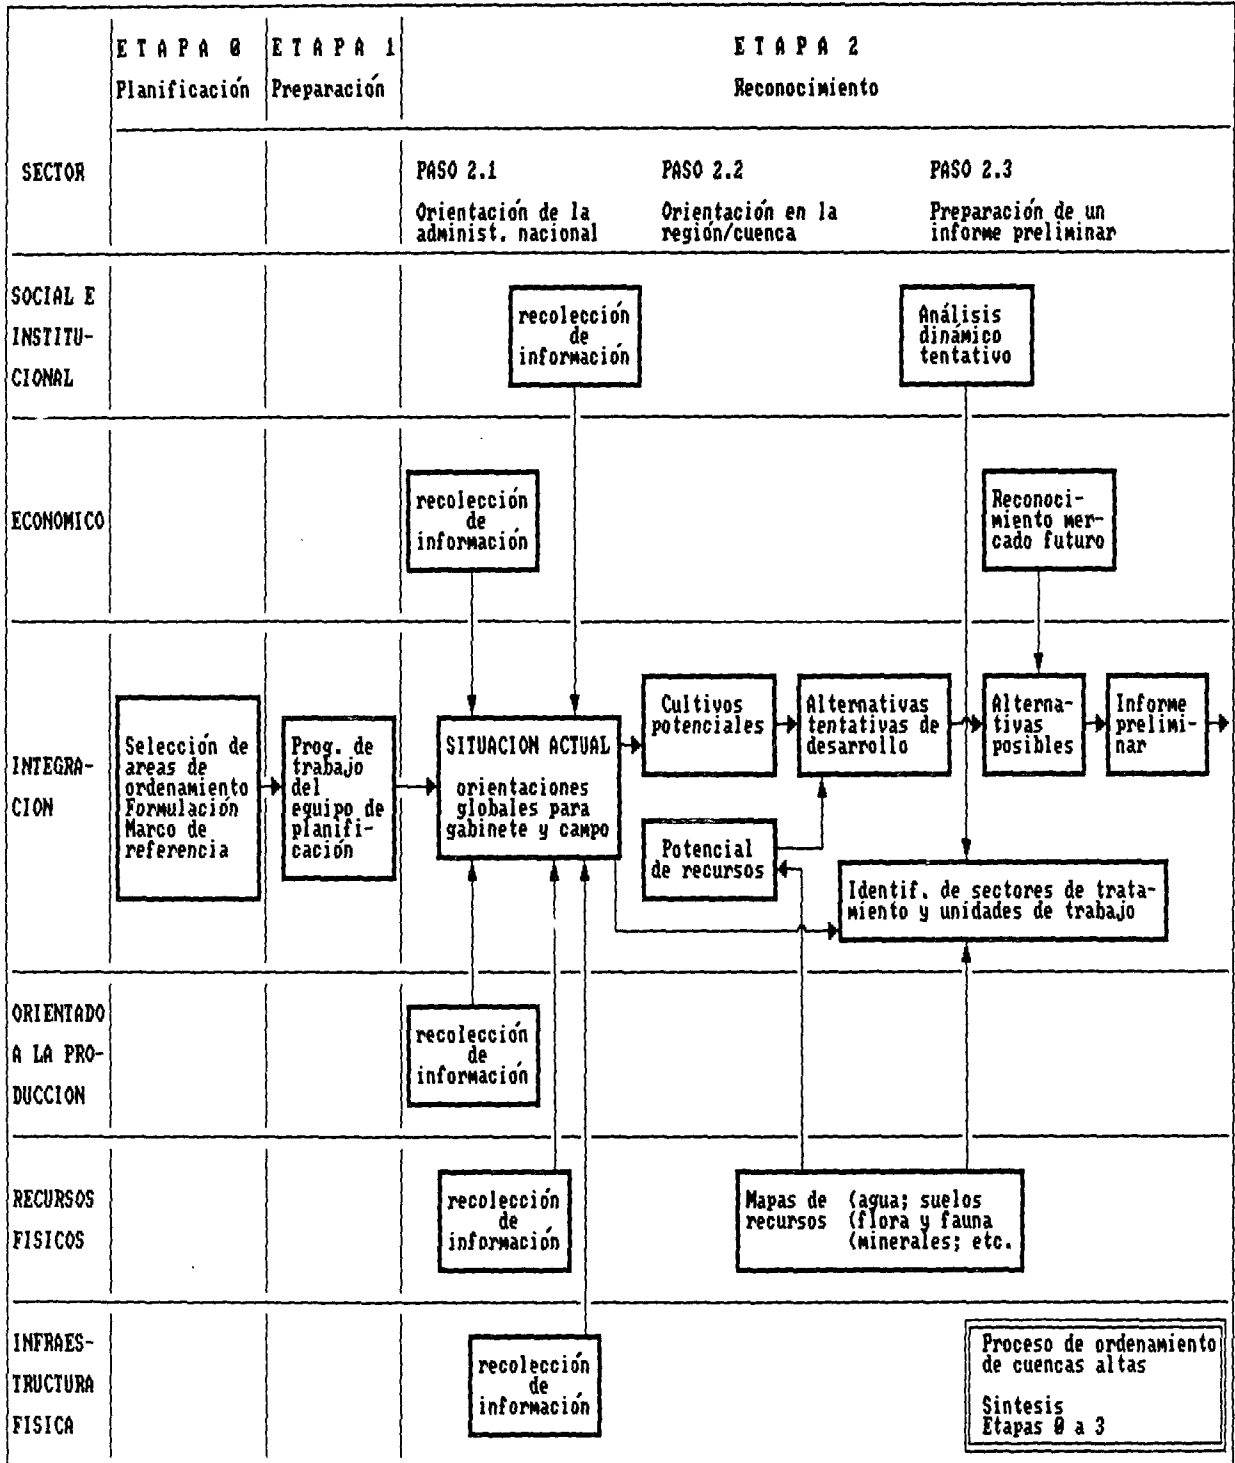 E T A P A 0
Planificación
E T A P A 1
Preparación
E T A P A 2
Reconocimiento
SECTOR
PASO 2.1
Orientación de la
administ. nacional
PASO 2.2
Orientación en la
región/cuenca
PASO 2.3
Preparación de un
informe preliminar
SOCIAL E
INSTITU-
CIONAL
recolección
de
información
Análisis
dinámico
tentativo
ECONOMICO
recolección
de
información
Reconoci-
miento mer-
cado futuro
INTEGRA-
CION
Selección de
areas de
ordenamiento
Formulación
Marco de
referencia
Prog. de
trabajo
del
equipo de
planifi-
cación
SITUACION ACTUAL
orientaciones
globales para
gabinete y campo
Cultivos
potenciales
Alternativas
tentativas de
desarrollo
Alterna-
tivas
posibles
Informe
prelimi-
nar
Potencial
de recursos
Identif. de sectores de trata-
miento y unidades de trabajo
ORIENTADO
A LA PRO-
DUCCION
recolección
de
información
RECURSOS
FISICOS
recolección
de
información
Mapas de (agua; suelos
recursos (flora y fauna
(minerales; etc.
INFRAES-
TRUCTURA
FISICA
recolección
de
información
Proceso de ordenamiento
de cuencas altas
Sintesis
Etapas 0 a 3